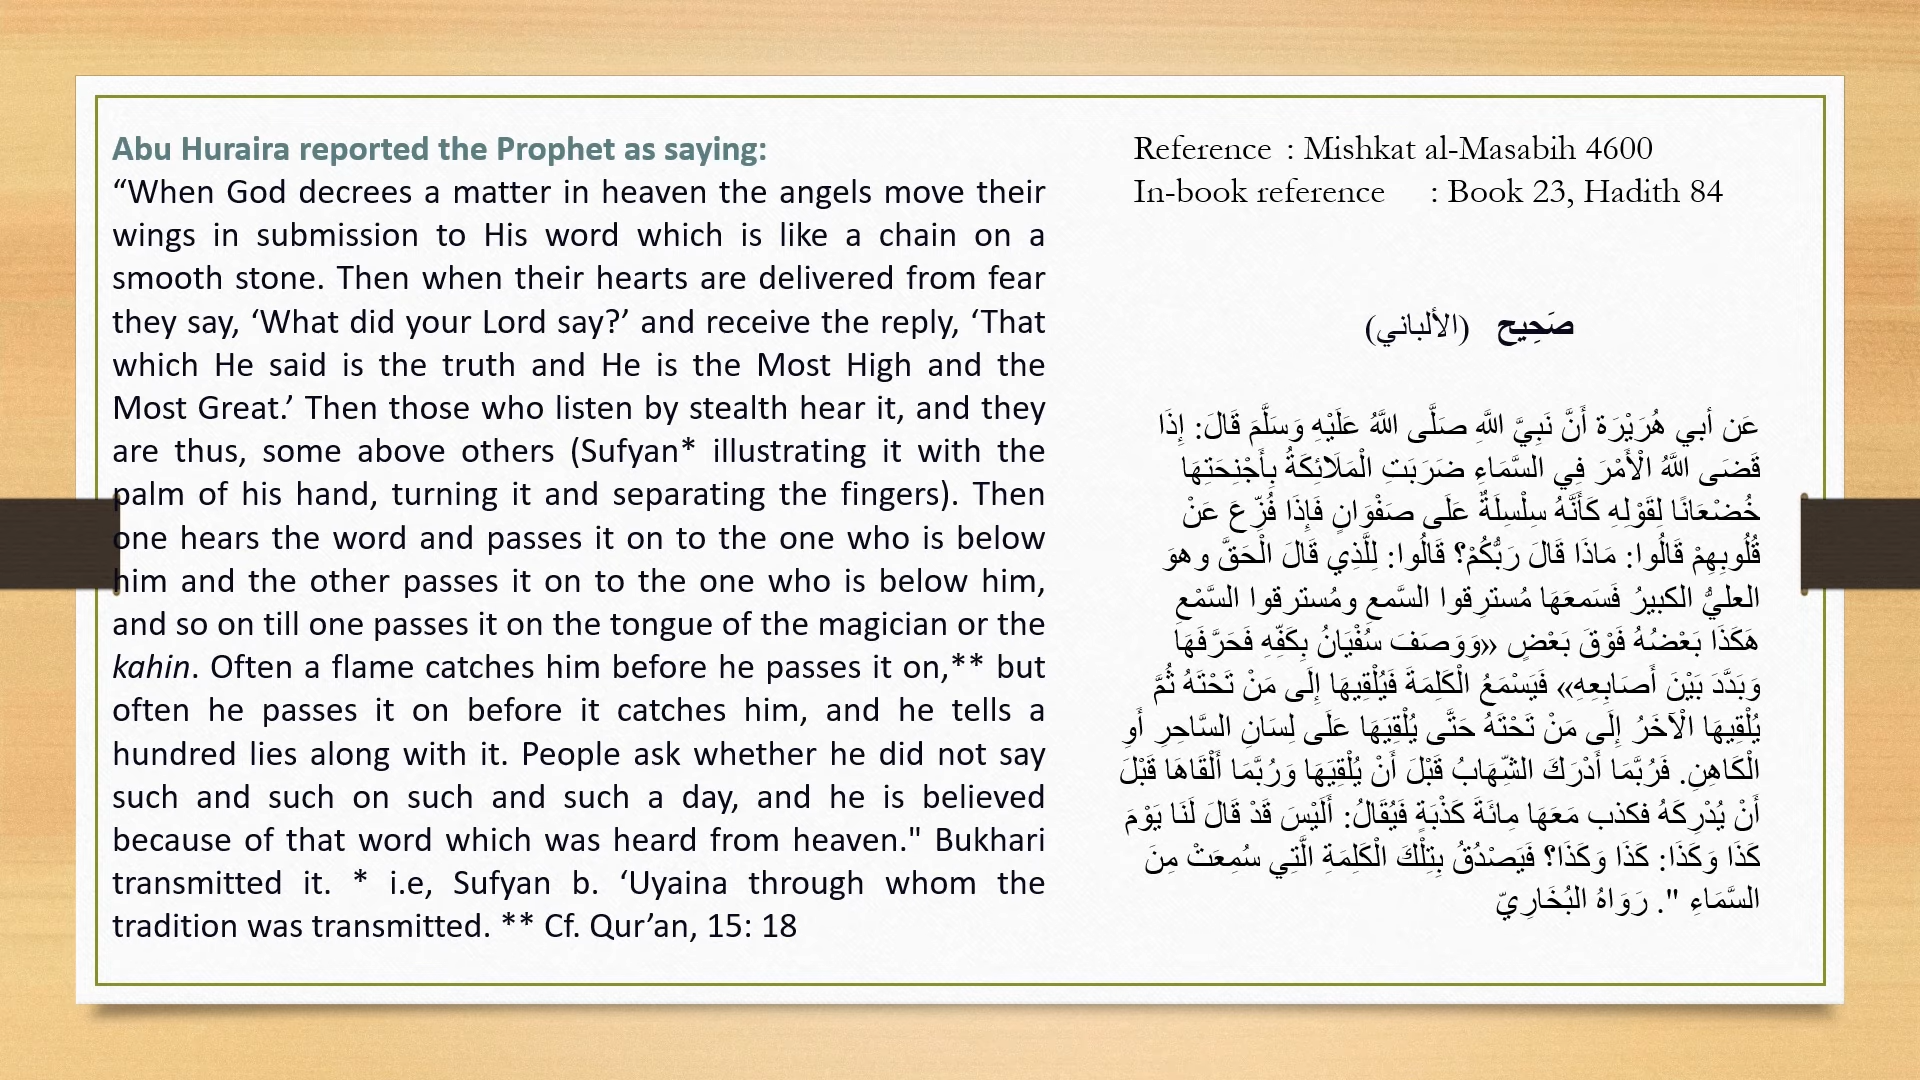 Abu Huraira reported the Prophet as saying:
“When God decrees a matter in heaven the angels move their
wings in submission to His word which is like a chain on a
smooth stone. Then when their hearts are delivered from fear
they say, ‘What did your Lord say?’ and receive the reply, ‘That
which He said is the truth and He is the Most High and the
Most Great.’ Then those who listen by stealth hear it, and they
are thus, some above others (Sufyan* illustrating it with the
palm of his hand, turning it and separating the fingers). Then
one hears the word and passes it on to the one who is below
him and the other passes it on to the one who is below him,
and so on till one passes it on the tongue of the magician or the
kahin. Often a flame catches him before he passes it on,** but
often he passes it on before it catches him, and he tells a
hundred lies along with it. People ask whether he did not say
such and such on such and such a day, and he is believed
because of that word which was heard from heaven." Bukhari
transmitted it. * i.e, Sufyan b. ‘Uyaina through whom the
tradition was transmitted. ** Cf. Qur’an, 15: 18
Reference : Mishkat al-Masabih 4600
In-book reference : Book 23, Hadith 84
صَحِيح (الألباني)
عَن أبي هُرَيْرَة أَنَّ نَبِيَّ اللَّهِ صَلَّى اللَّهُ عَلَيْهِ وَسَلَّمَ قَالَ: إِذَا
قَضَى اللَّهُ الْأَمْرَ فِي السَّمَاءِ ضَرَبَتِ الْمَلَائِكَةُ بِأَجْنِحَتِهَا
خُضْعَانًا لِقَوْلِهِ كَأَنَّهُ سِلْسِلَةٌ عَلَى صَفْوَانٍ فَإِذَا فُزِّعَ عَنْ
قُلُوبِهِمْ قَالُوا: مَاذَا قَالَ رَبُّكُمْ؟ قَالُوا: لِلَّذِي قَالَ الْحَقَّ وهوَ
العليُّ الكبيرُ فَسَمعَهَا مُسترِقوا السَّمعِ ومُسترقوا السَّمْعِ
هَكَذَا بَعْضُهُ فَوْقَ بَعْضٍ «وَوَصَفَ سُفْيَانُ بِكَفِّهِ فَحَرَّفَهَا
وَبَدَّدَ بَيْنَ أَصَابِعِهِ» فَيَسْمَعُ الْكَلِمَةَ فَيُلْقِيهَا إِلَى مَنْ تَحْتَهُ ثُمَّ
يُلْقِيهَا الْآخَرُ إِلَى مَنْ تَحْتَهُ حَتَّى يُلْقِيَهَا عَلَى لِسَانِ السَّاحِرِ أَوِ
الْكَاهِنِ. فَرُبَّمَا أَدْرَكَ الشِّهَابُ قَبْلَ أَنْ يُلْقِيَهَا وَرُبَّمَا أَلْقَاهَا قَبْلَ
أَنْ يُدْرِكَهُ فكذب مَعَهَا مِائَةَ كَذْبَةٍ فَيُقَالُ: أَلَيْسَ قَدْ قَالَ لَنَا يَوْمَ
كَذَا وَكَذَا: كَذَا وَكَذَا؟ فَيَصْدُقُ بِتِلْكَ الْكَلِمَةِ الَّتِي سُمِعَتْ مِنَ
السَّمَاءِ ". رَوَاهُ البُخَارِيّ